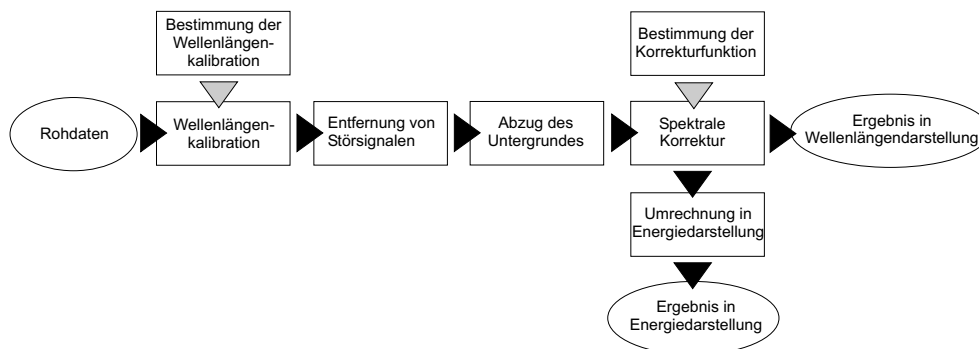 Bestimmung der
Wellenlängen-
kalibration
Bestimmung der
Korrekturfunktion
Rohdaten
Wellenlängen-
kalibration
Entfernung von
Störsignalen
Abzug des
Untergrundes
Spektrale
Korrektur
Ergebnis in
Wellenlängendarstellung
Umrechnung in
Energiedarstellung
Ergebnis in
Energiedarstellung